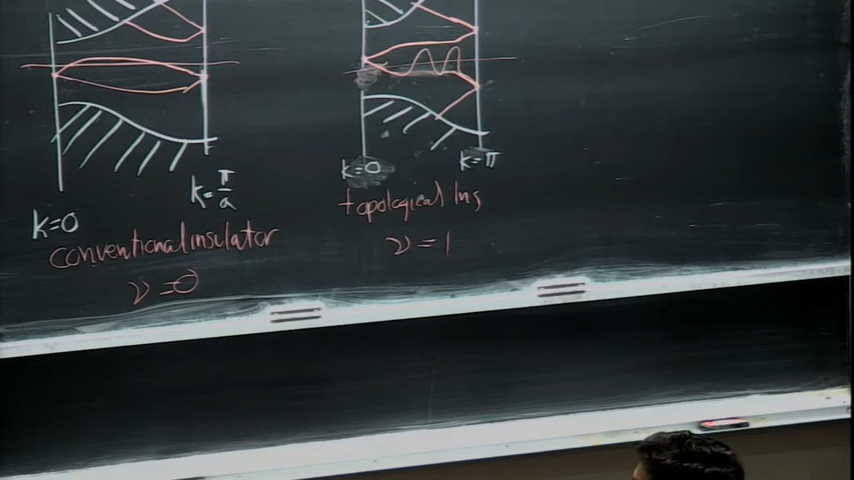 k=0
k=π/a
conventional insulator
ν=0
k=0
k=π
topological Ins
ν=1